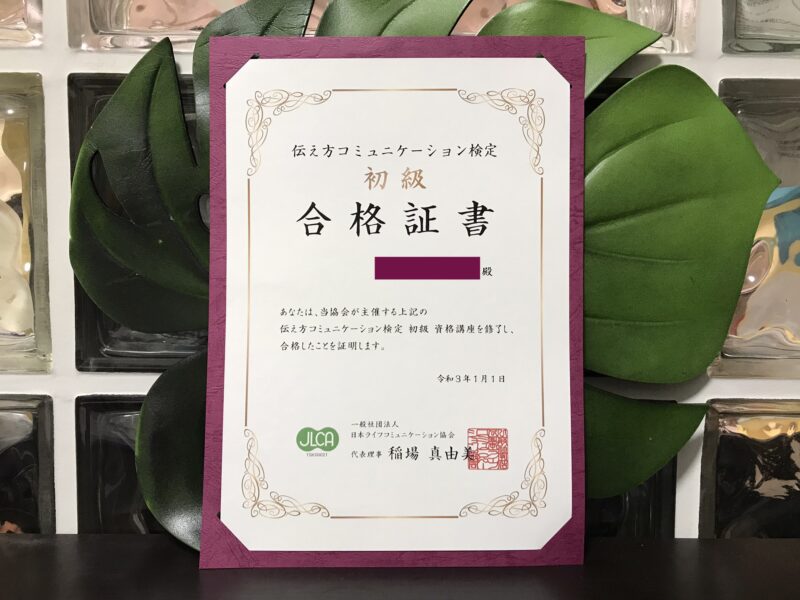 伝え方コミュニケーション検定
初級
合格証書
殿
あなたは、当協会が主催する上記の
伝え方コミュニケーション検定 初級 資格講座を修了し、
合格したことを証明します。
令和3年1月1日
JLCA
一般社団法人
日本ライフコミュニケーション協会
代表理事 稲場 真由美